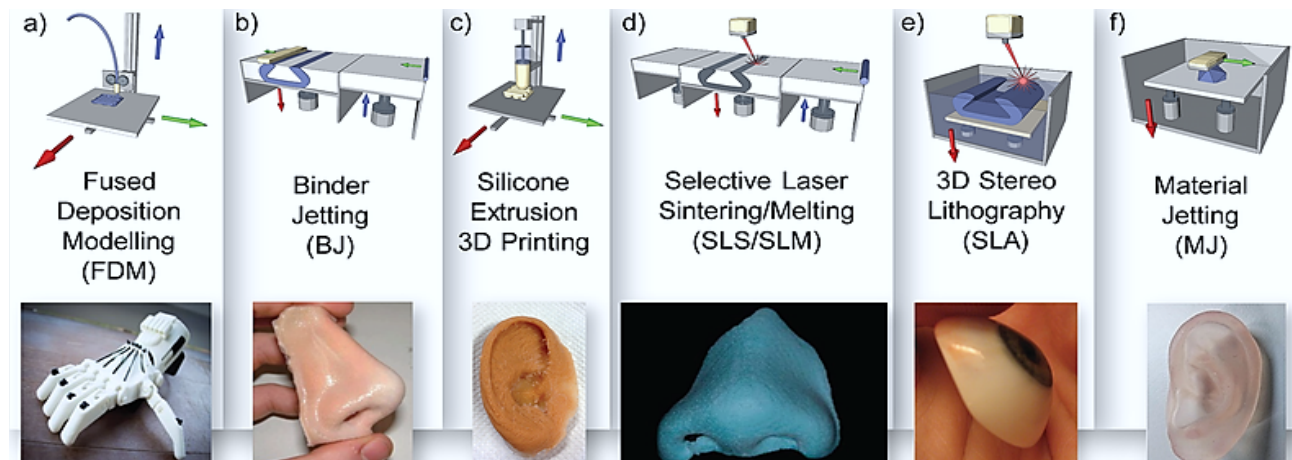 a)
Fused
Deposition
Modelling
(FDM)
b)
Binder
Jetting
(BJ)
c)
Silicone
Extrusion
3D Printing
d)
Selective Laser
Sintering/Melting
(SLS/SLM)
e)
3D Stereo
Lithography
(SLA)
f)
Material
Jetting
(MJ)